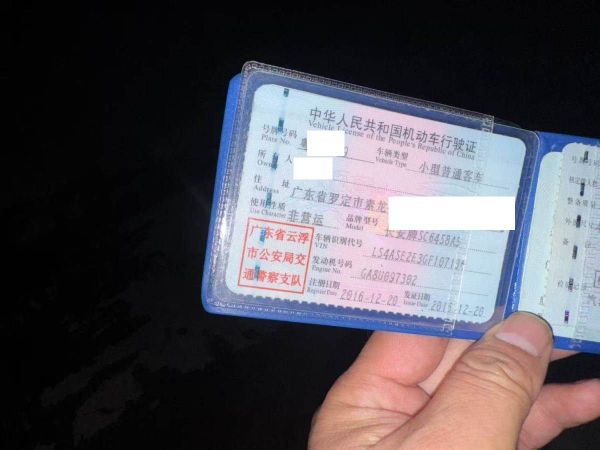 中华人民共和国机动车行驶证
Vehicle License of the People's Republic of China
号牌号码
Plate No.
车辆类型 小型普通客车
Vehicle Type
所有人
Owner
住址 广东省罗定市素龙
Address
使用性质 非营运
Use Character
品牌型号 长安牌SC6458A5
Model
广东省云浮
市公安局交
通警察支队
车辆识别代号
VIN
发动机号码 GA8U097302
Engine No.
注册日期 2016-12-20
Register Date
发证日期
Issue Date